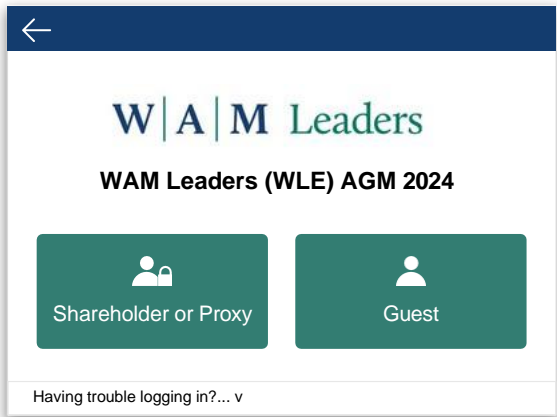 W|A|M Leaders
WAM Leaders (WLE) AGM 2024
Shareholder or Proxy
Guest
Having trouble logging in?... v